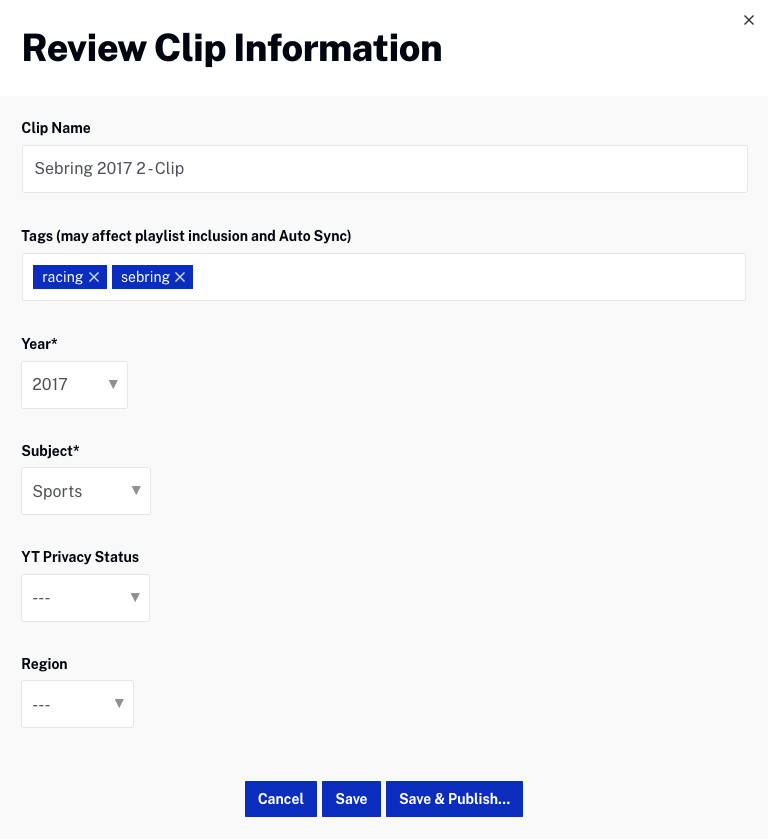 Review Clip Information
Clip Name
Sebring 2017 2 - Clip
Tags (may affect playlist inclusion and Auto Sync)
racing sebring
Year*
2017
Subject*
Sports
YT Privacy Status
---
Region
---
Cancel Save Save & Publish...